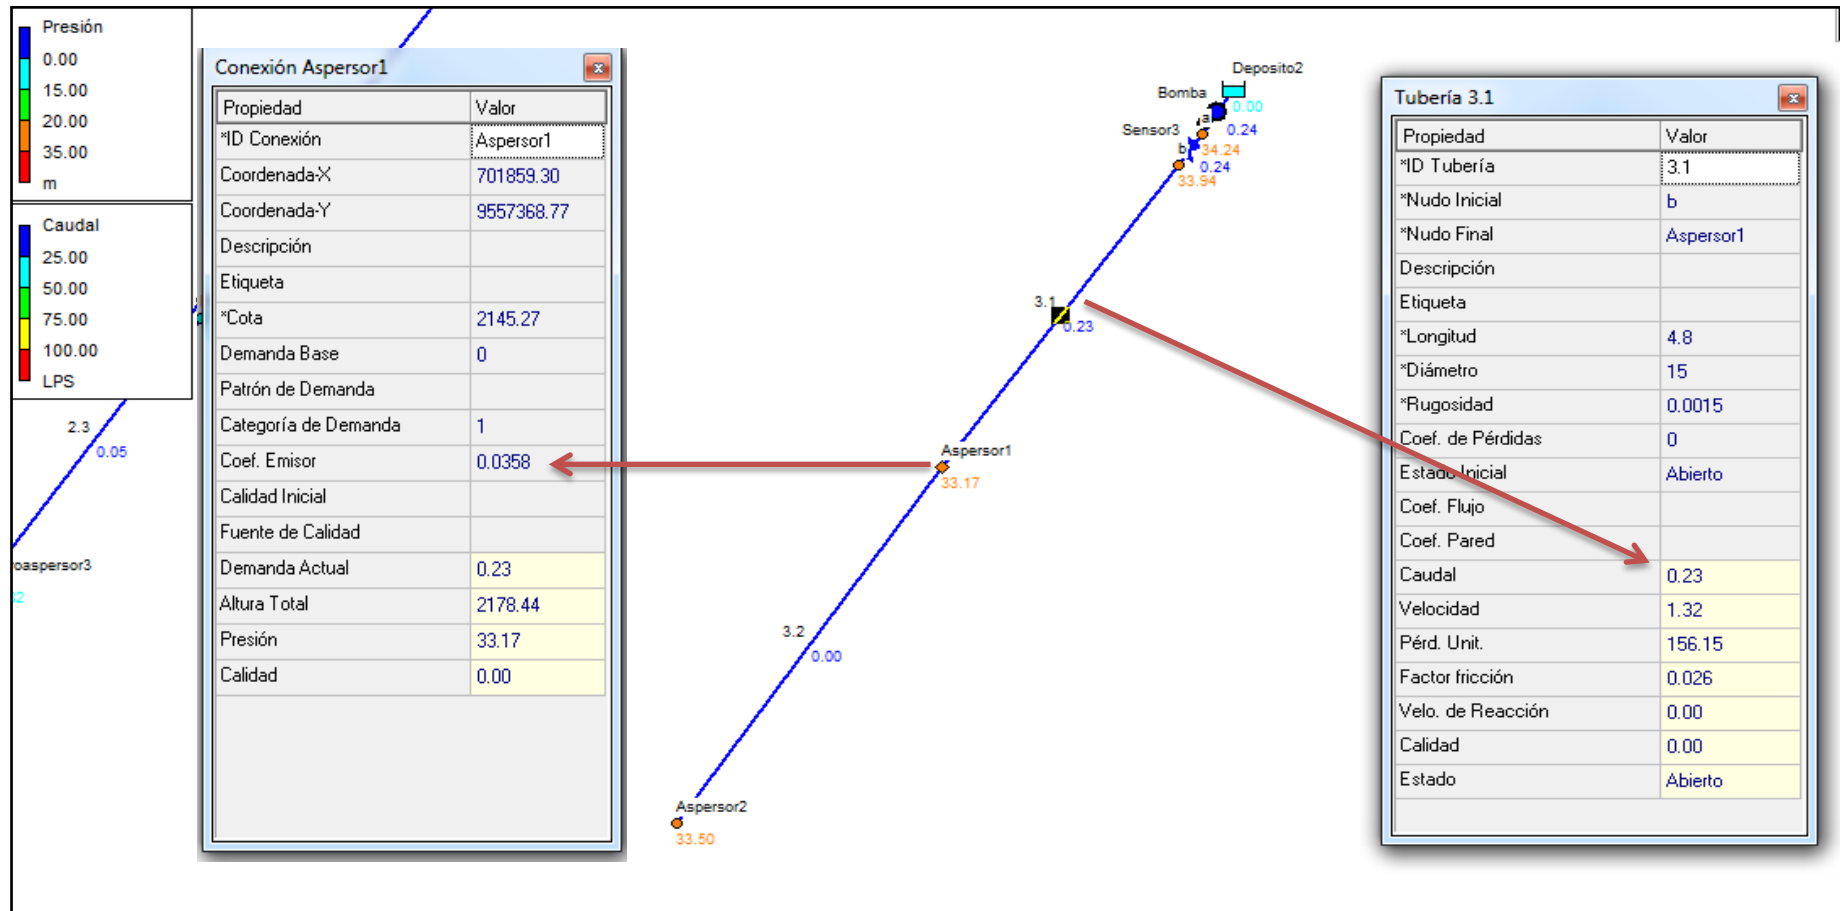 Presión
0.00
15.00
20.00
35.00
m
Caudal
25.00
50.00
75.00
100.00
LPS
2.3
0.05
oaspersor3
Conexión Aspersor1
Propiedad Valor
*ID Conexión Aspersor1
Coordenada-X 701859.30
Coordenada-Y 9557368.77
Descripción
Etiqueta
*Cota 2145.27
Demanda Base 0
Patrón de Demanda
Categoría de Demanda 1
Coef. Emisor 0.0358
Calidad Inicial
Fuente de Calidad
Demanda Actual 0.23
Altura Total 2178.44
Presión 33.17
Calidad 0.00
Deposito2
0.00
Bomba
a
0.24
Sensor3
34.24
b
0.24
33.94
3.1
0.23
Aspersor1
33.17
3.2
0.00
Aspersor2
33.50
Tubería 3.1
Propiedad Valor
*ID Tubería 3.1
*Nudo Inicial b
*Nudo Final Aspersor1
Descripción
Etiqueta
*Longitud 4.8
*Diámetro 15
*Rugosidad 0.0015
Coef. de Pérdidas 0
Estado Inicial Abierto
Coef. Flujo
Coef. Pared
Caudal 0.23
Velocidad 1.32
Pérd. Unit. 156.15
Factor fricción 0.026
Velo. de Reacción 0.00
Calidad 0.00
Estado Abierto